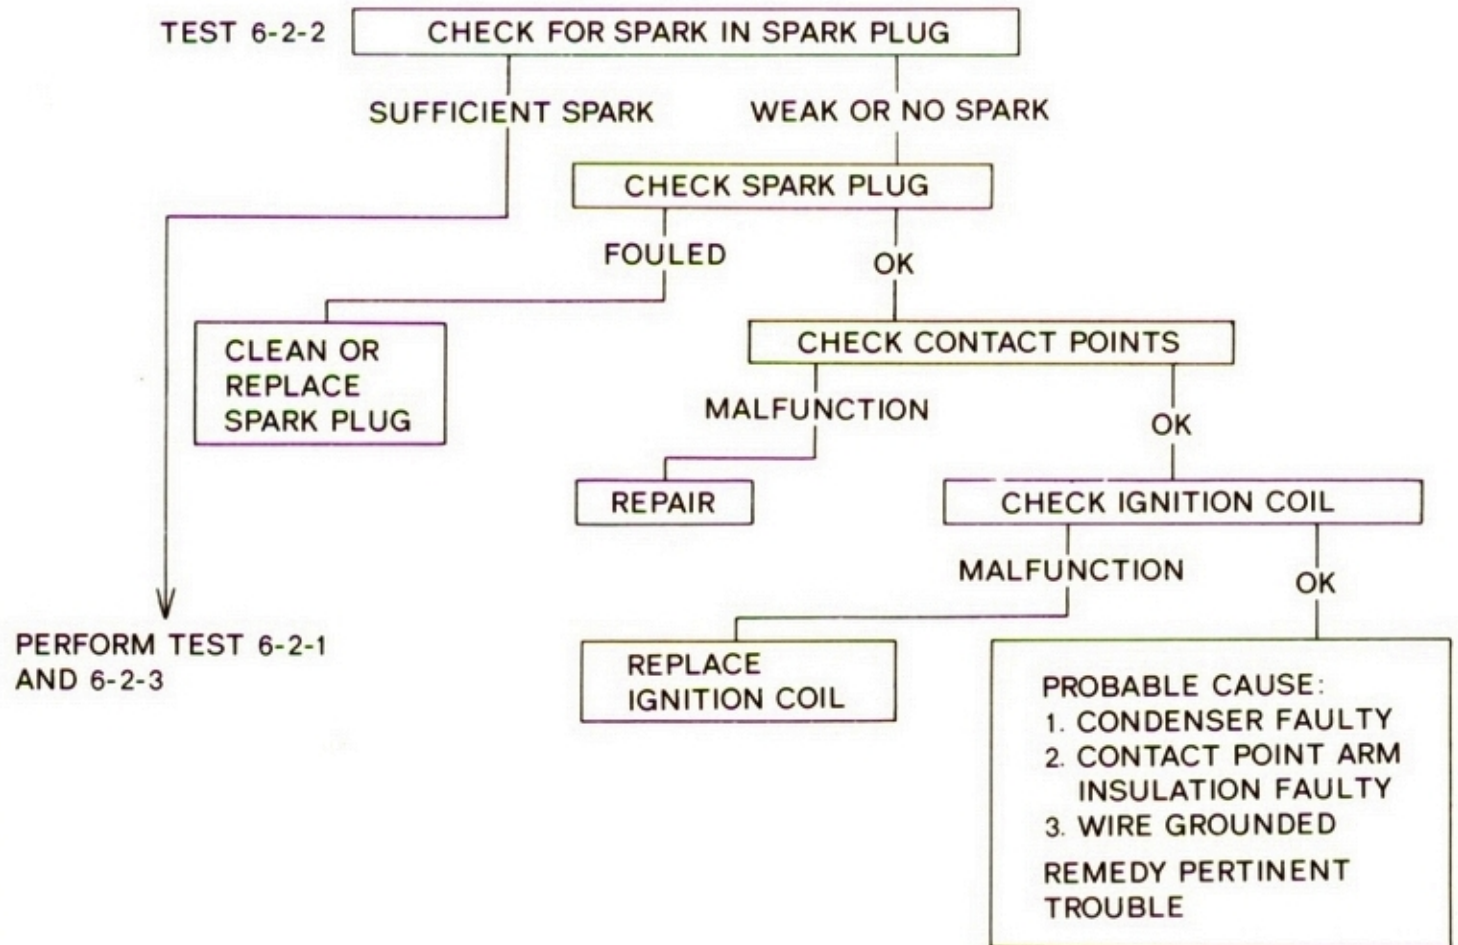 TEST 6-2-2
CHECK FOR SPARK IN SPARK PLUG
SUFFICIENT SPARK
WEAK OR NO SPARK
CHECK SPARK PLUG
FOULED
OK
CLEAN OR
REPLACE
SPARK PLUG
CHECK CONTACT POINTS
MALFUNCTION
OK
REPAIR
CHECK IGNITION COIL
MALFUNCTION
OK
PERFORM TEST 6-2-1
AND 6-2-3
REPLACE
IGNITION COIL
PROBABLE CAUSE:
1. CONDENSER FAULTY
2. CONTACT POINT ARM
INSULATION FAULTY
3. WIRE GROUNDED
REMEDY PERTINENT
TROUBLE